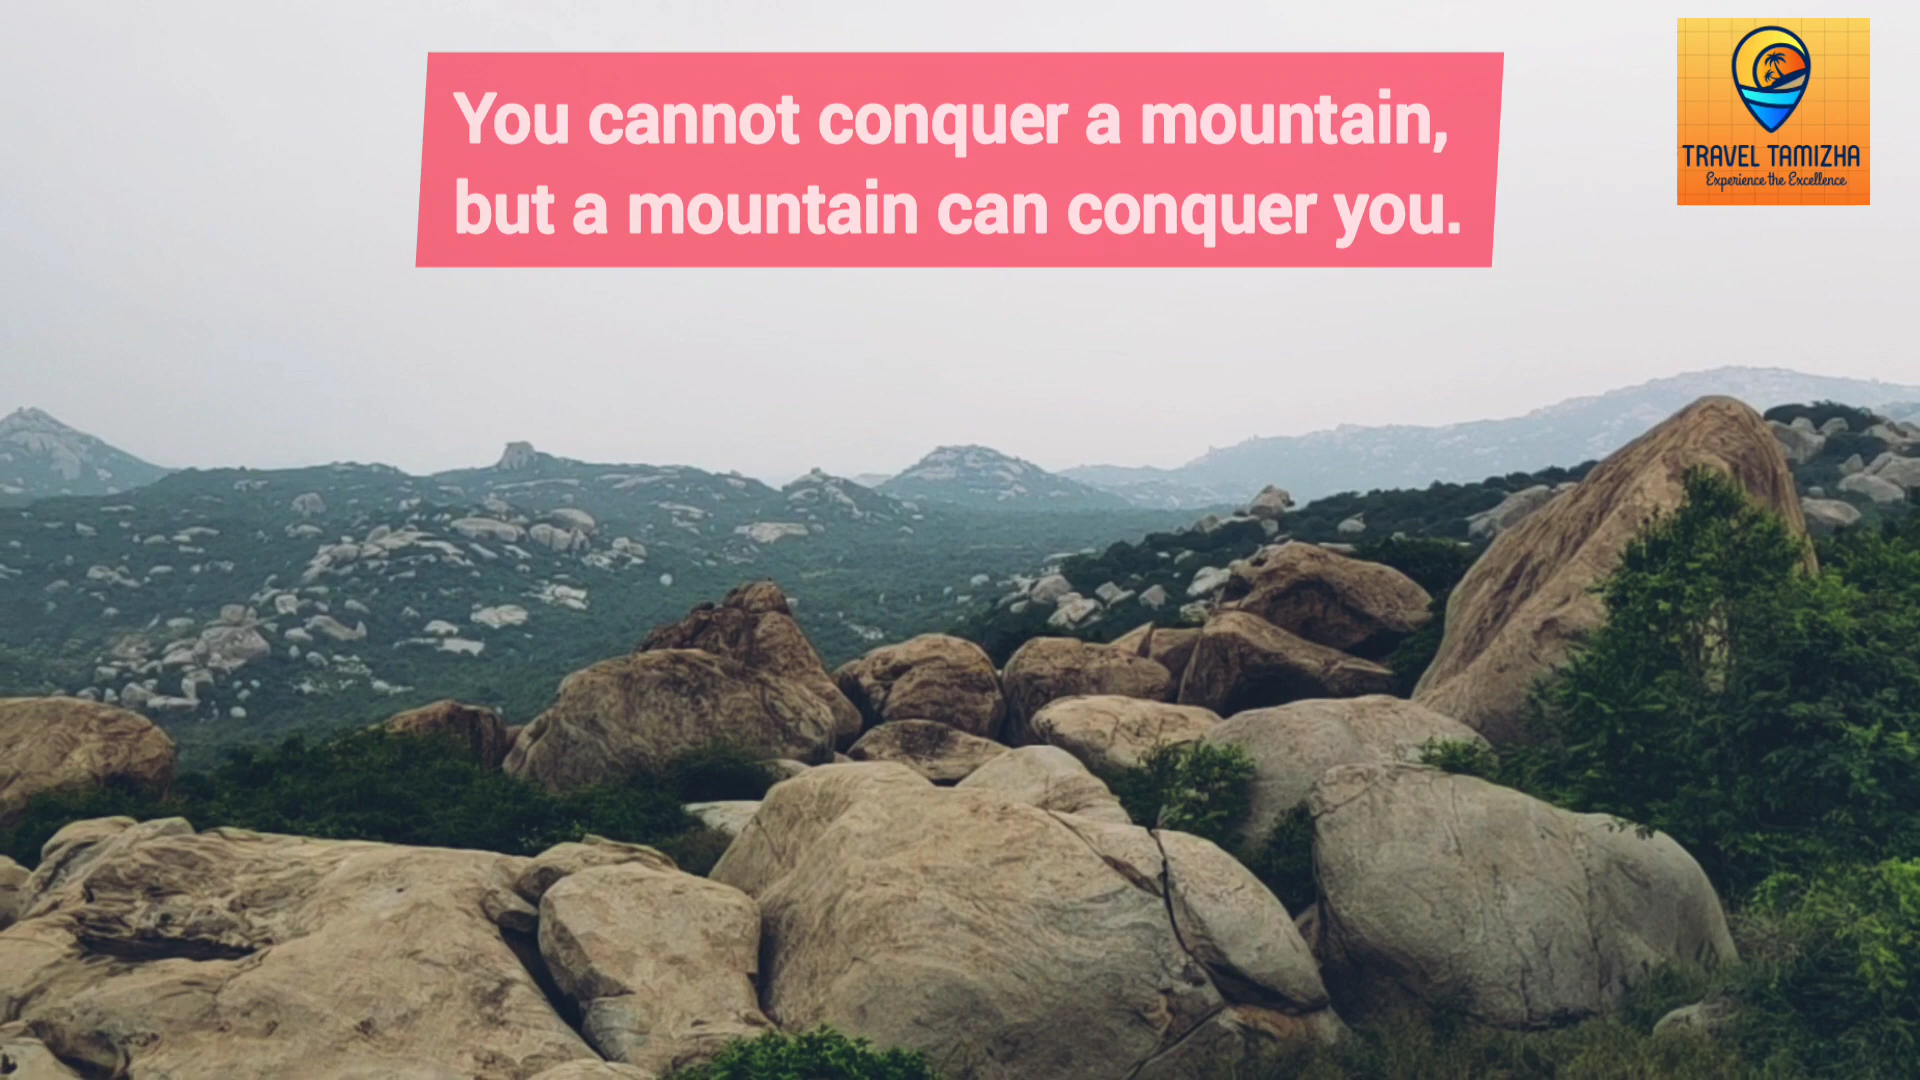 You cannot conquer a mountain,
but a mountain can conquer you.
TRAVEL TAMIZHA
Experience the Excellence